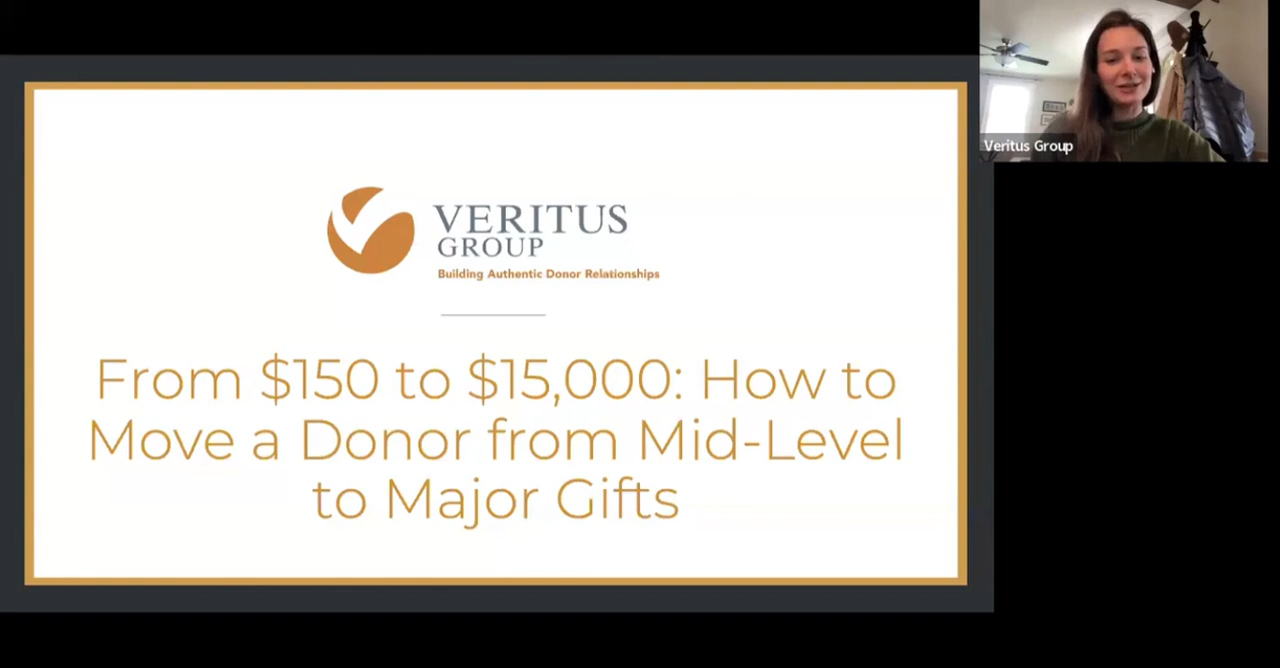 VERITUS
GROUP
Building Authentic Donor Relationships
From $150 to $15,000: How to
Move a Donor from Mid-Level
to Major Gifts
Veritus Group